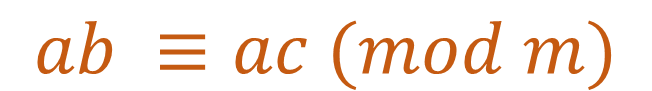 ab ≡ ac (mod m)